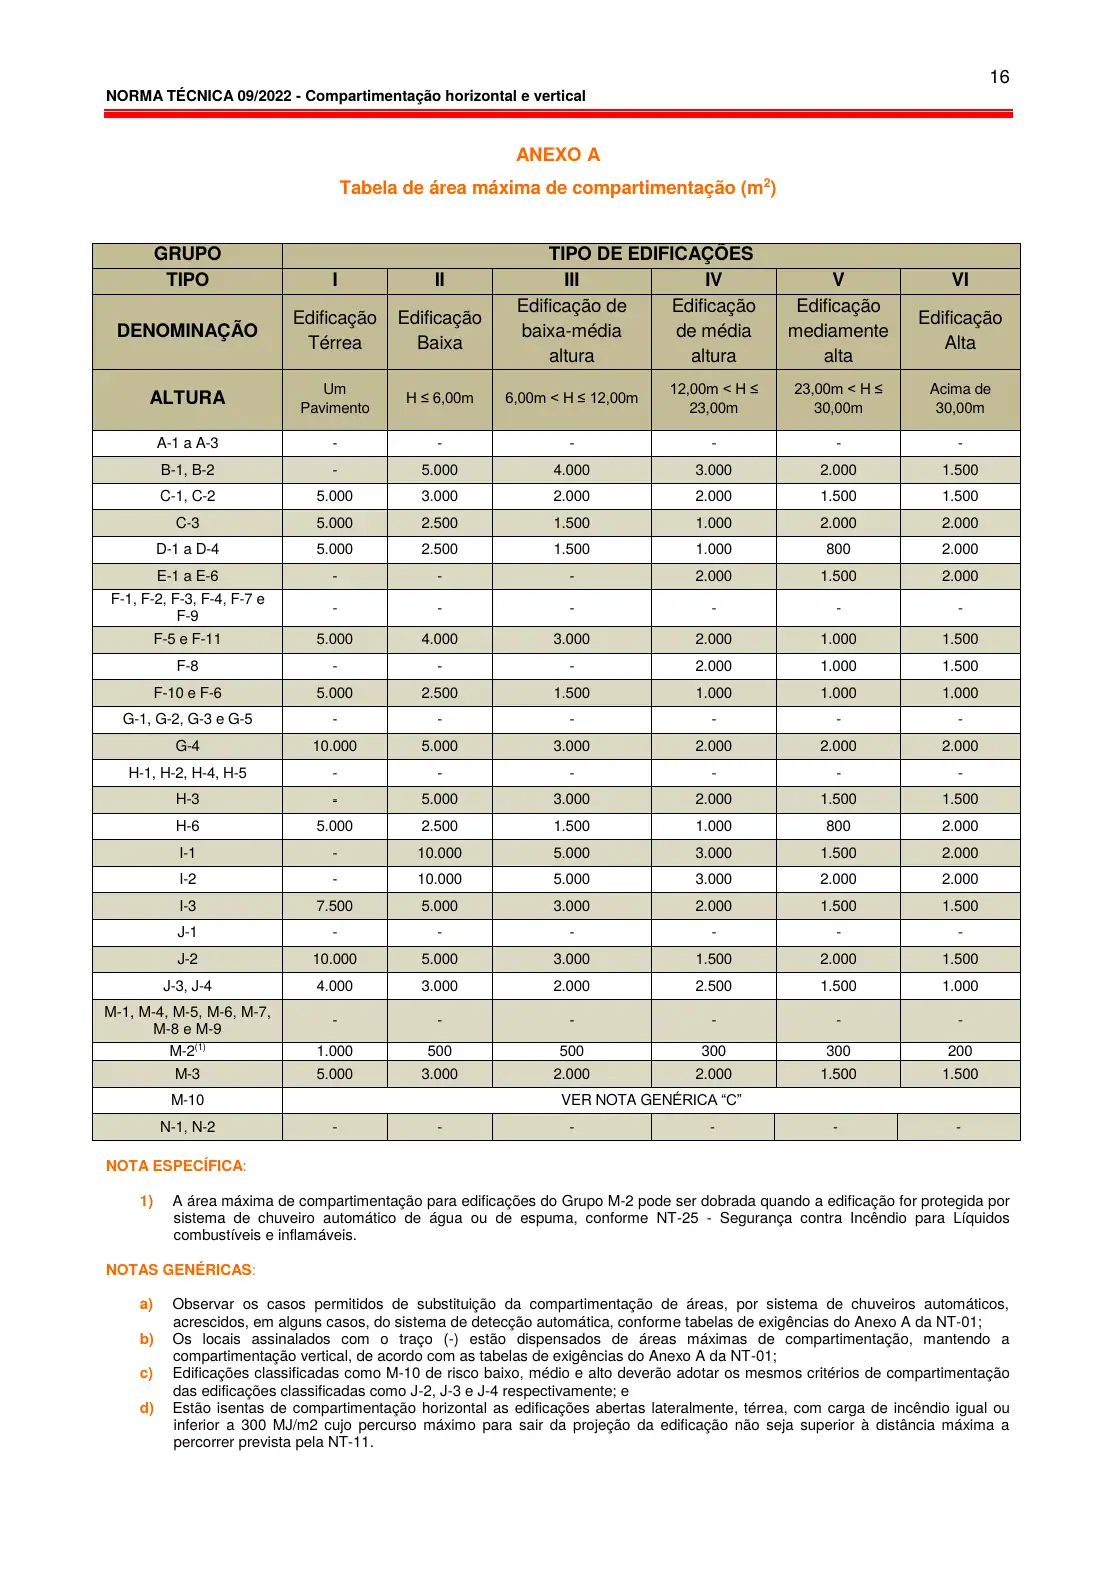 16
NORMA TÉCNICA 09/2022 - Compartimentação horizontal e vertical
ANEXO A
Tabela de área máxima de compartimentação (m²)
GRUPO TIPO DE EDIFICAÇÕES
TIPO I II III IV V VI
DENOMINAÇÃO Edificação Térrea Edificação Baixa Edificação de baixa-média altura Edificação de média altura Edificação mediamente alta Edificação Alta
ALTURA Um Pavimento H ≤ 6,00m 6,00m < H ≤ 12,00m 12,00m < H ≤ 23,00m 23,00m < H ≤ 30,00m Acima de 30,00m
A-1 a A-3 - - - - - -
B-1, B-2 - 5.000 4.000 3.000 2.000 1.500
C-1, C-2 5.000 3.000 2.000 2.000 1.500 1.500
C-3 5.000 2.500 1.500 1.000 2.000 2.000
D-1 a D-4 5.000 2.500 1.500 1.000 800 2.000
E-1 a E-6 - - - 2.000 1.500 2.000
F-1, F-2, F-3, F-4, F-7 e F-9 - - - - - -
F-5 e F-11 5.000 4.000 3.000 2.000 1.000 1.500
F-8 - - - 2.000 1.000 1.500
F-10 e F-6 5.000 2.500 1.500 1.000 1.000 1.000
G-1, G-2, G-3 e G-5 - - - - - -
G-4 10.000 5.000 3.000 2.000 2.000 2.000
H-1, H-2, H-4, H-5 - - - - - -
H-3 - 5.000 3.000 2.000 1.500 1.500
H-6 5.000 2.500 1.500 1.000 800 2.000
I-1 - 10.000 5.000 3.000 1.500 2.000
I-2 - 10.000 5.000 3.000 2.000 2.000
I-3 7.500 5.000 3.000 2.000 1.500 1.500
J-1 - - - - - -
J-2 10.000 5.000 3.000 1.500 2.000 1.500
J-3, J-4 4.000 3.000 2.000 2.500 1.500 1.000
M-1, M-4, M-5, M-6, M-7, M-8 e M-9 - - - - - -
M-2(1) 1.000 500 500 300 300 200
M-3 5.000 3.000 2.000 2.000 1.500 1.500
M-10 VER NOTA GENÉRICA “C”
N-1, N-2 - - - - - -
NOTA ESPECÍFICA:
1) A área máxima de compartimentação para edificações do Grupo M-2 pode ser dobrada quando a edificação for protegida por
sistema de chuveiro automático de água ou de espuma, conforme NT-25 - Segurança contra Incêndio para Líquidos
combustíveis e inflamáveis.
NOTAS GENÉRICAS:
a) Observar os casos permitidos de substituição da compartimentação de áreas, por sistema de chuveiros automáticos,
acrescidos, em alguns casos, do sistema de detecção automática, conforme tabelas de exigências do Anexo A da NT-01;
b) Os locais assinalados com o traço (-) estão dispensados de áreas máximas de compartimentação, mantendo a
compartimentação vertical, de acordo com as tabelas de exigências do Anexo A da NT-01;
c) Edificações classificadas como M-10 de risco baixo, médio e alto deverão adotar os mesmos critérios de compartimentação
das edificações classificadas como J-2, J-3 e J-4 respectivamente; e
d) Estão isentas de compartimentação horizontal as edificações abertas lateralmente, térrea, com carga de incêndio igual ou
inferior a 300 MJ/m2 cujo percurso máximo para sair da projeção da edificação não seja superior à distância máxima a
percorrer prevista pela NT-11.